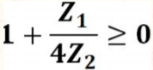 1 + Z₁/4Z₂ ≥ 0